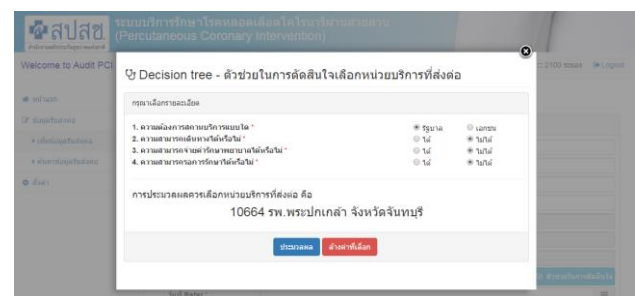 สปสช.
ระบบบริการรักษาโรคหลอดเลือดโคโรนารีผ่านสายสวน
(Percutaneous Coronary Intervention)
Welcome to Audit PCI
Logout
Decision tree - ตัวช่วยในการตัดสินใจเลือกหน่วยบริการที่ส่งต่อ
กรุณาเลือกรายละเอียด
1. ความต้องการสถานบริการแบบใด * รัฐบาล เอกชน
2. ความสามารถเดินทางได้หรือไม่ * ได้ ไม่ได้
3. ความสามารถจ่ายค่ารักษาพยาบาลได้หรือไม่ * ได้ ไม่ได้
4. ความสามารถรอการรักษาได้หรือไม่ * ได้ ไม่ได้
การประมวลผลควรเลือกหน่วยบริการที่ส่งต่อ คือ
10664 รพ.พระปกเกล้า จังหวัดจันทบุรี
ประมวลผล ล้างค่าที่เลือก